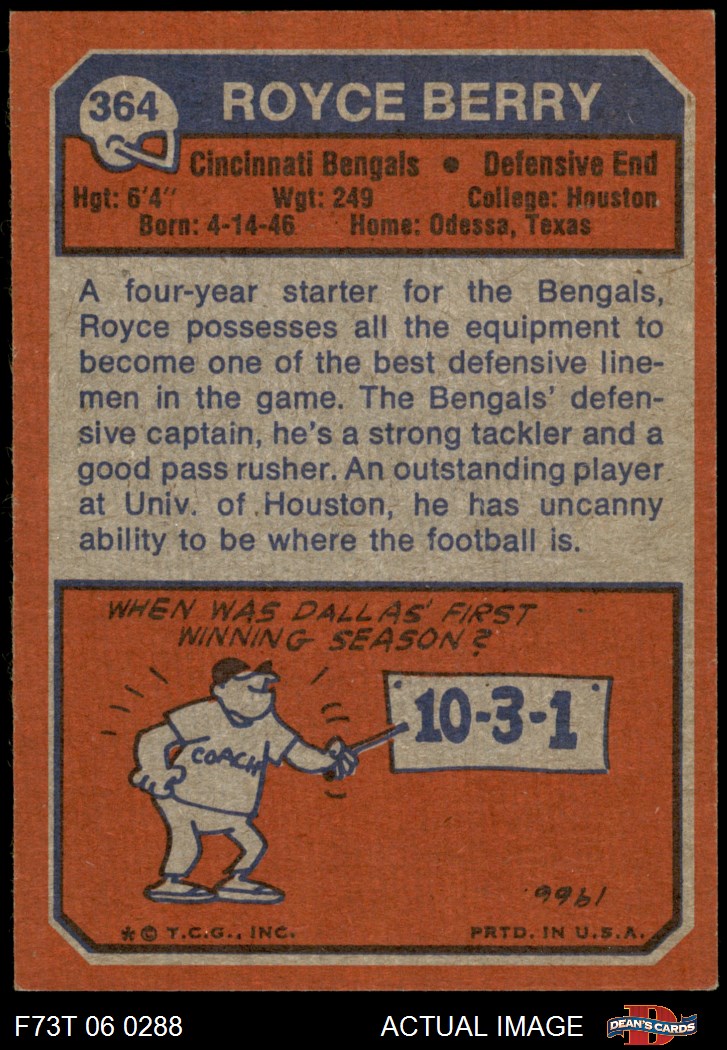 364
ROYCE BERRY
Cincinnati Bengals • Defensive End
Hgt: 6'4" Wgt: 249 College: Houston
Born: 4-14-46 Home: Odessa, Texas
A four-year starter for the Bengals,
Royce possesses all the equipment to
become one of the best defensive line-
men in the game. The Bengals' defen-
sive captain, he's a strong tackler and a
good pass rusher. An outstanding player
at Univ. of Houston, he has uncanny
ability to be where the football is.
WHEN WAS DALLAS' FIRST
WINNING SEASON?
10-3-1
COACH
1966
* © T.C.G., INC. PRTD. IN U.S.A.
F73T 06 0288 ACTUAL IMAGE D DEAN'S CARDS